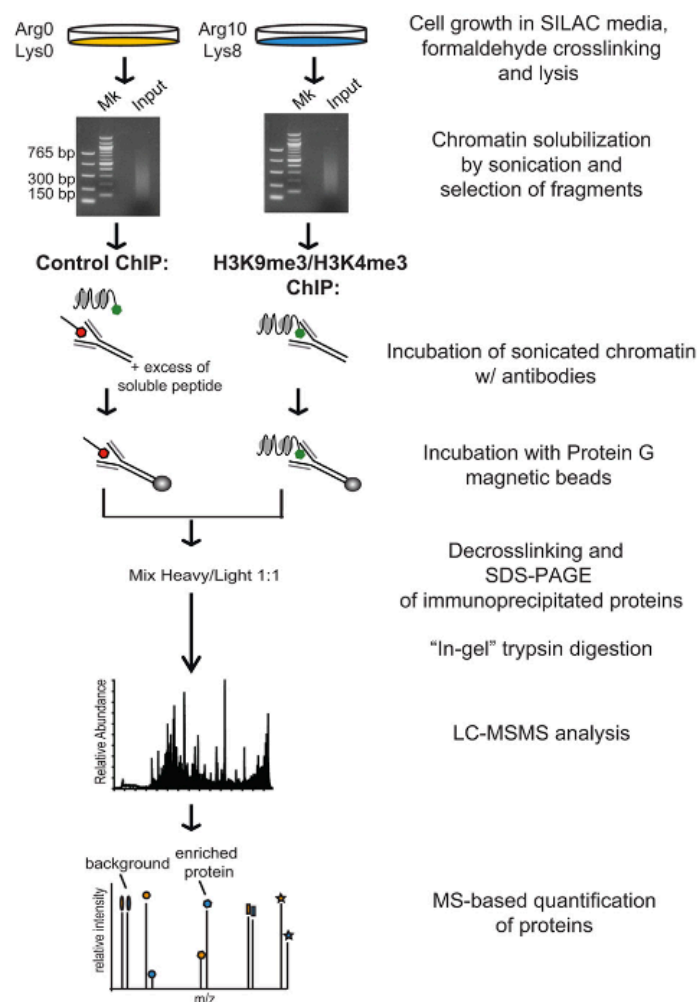 Arg0
Lys0
Arg10
Lys8
Cell growth in SILAC media,
formaldehyde crosslinking
and lysis
Mk
Input
Mk
Input
765 bp
300 bp
150 bp
Chromatin solubilization
by sonication and
selection of fragments
Control ChIP:
H3K9me3/H3K4me3
ChIP:
+ excess of
soluble peptide
Incubation of sonicated chromatin
w/ antibodies
Incubation with Protein G
magnetic beads
Mix Heavy/Light 1:1
Decrosslinking and
SDS-PAGE
of immunoprecipitated proteins
“In-gel” trypsin digestion
Relative Abundance
LC-MSMS analysis
background
enriched
protein
relative intensity
m/z
MS-based quantification
of proteins